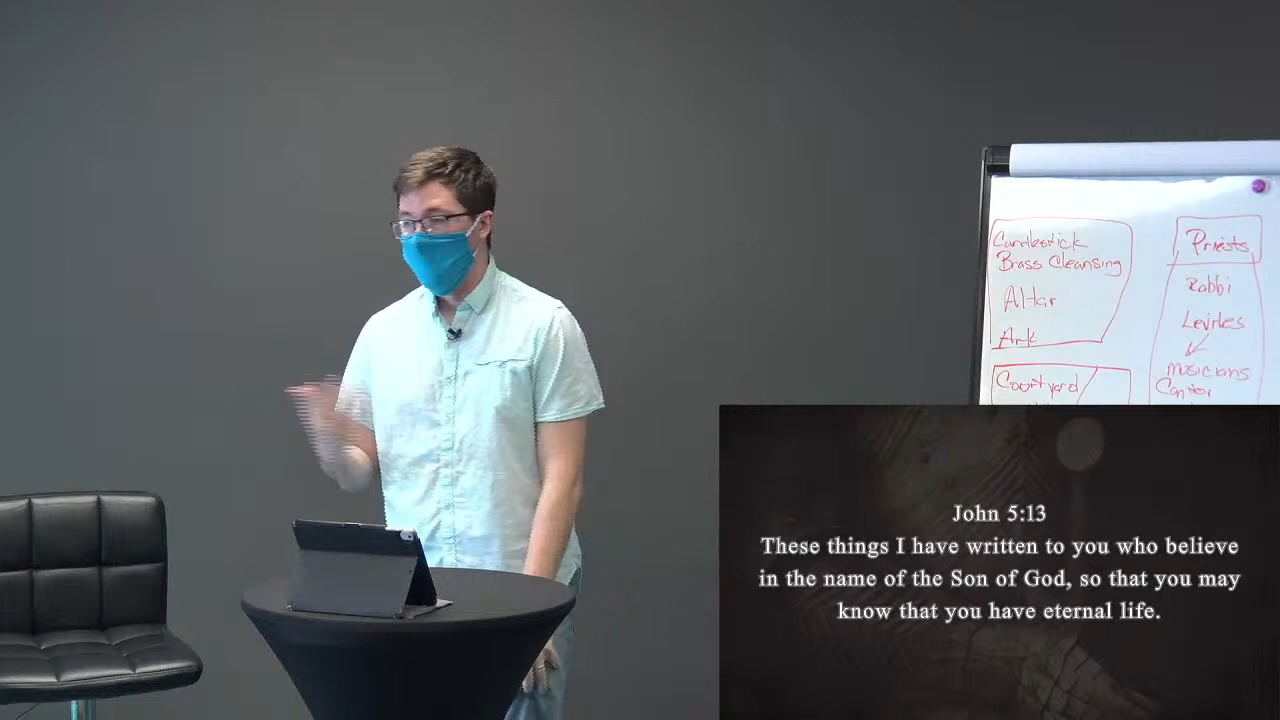 Candlestick
Brass Cleansing
Altar
Ark
Courtyard
Priests
Rabbi
Levites
Musicians
Cantor
John 5:13
These things I have written to you who believe
in the name of the Son of God, so that you may
know that you have eternal life.